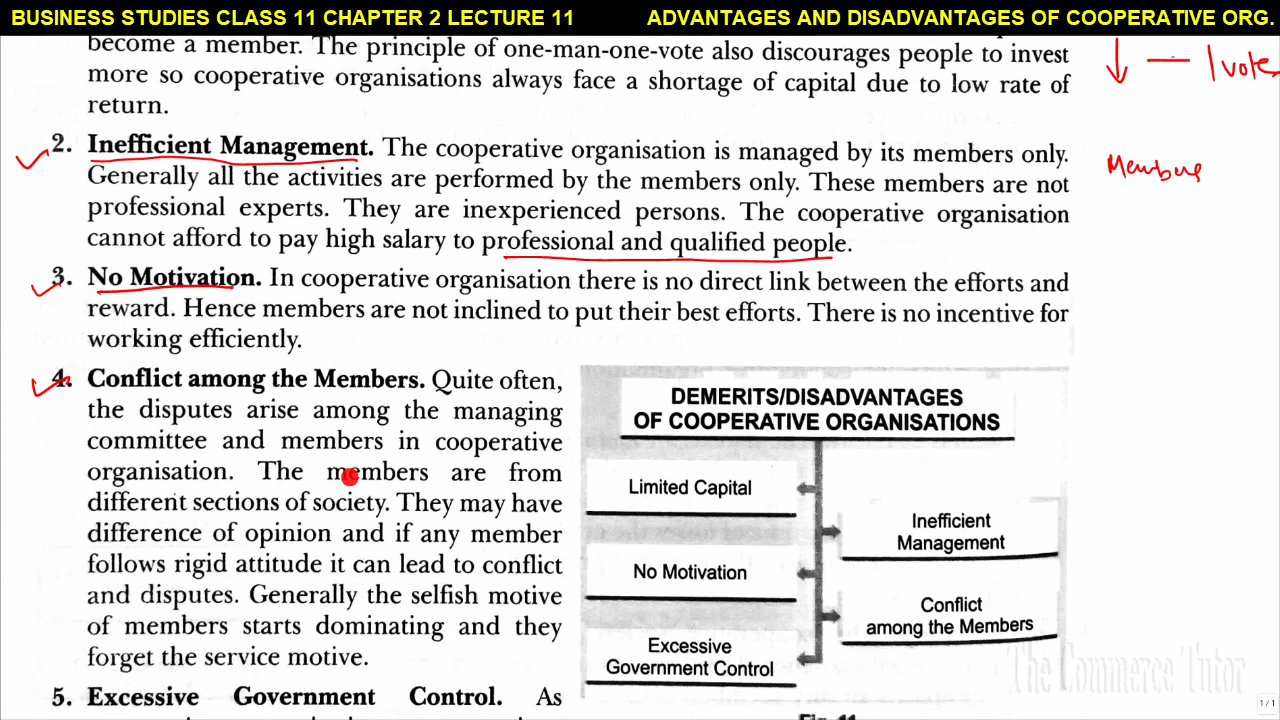 BUSINESS STUDIES CLASS 11 CHAPTER 2 LECTURE 11 ADVANTAGES AND DISADVANTAGES OF COOPERATIVE ORG.
become a member. The principle of one-man-one-vote also discourages people to invest
more so cooperative organisations always face a shortage of capital due to low rate of
return.
1 vote
2. Inefficient Management. The cooperative organisation is managed by its members only.
Generally all the activities are performed by the members only. These members are not
professional experts. They are inexperienced persons. The cooperative organisation
cannot afford to pay high salary to professional and qualified people.
Members
3. No Motivation. In cooperative organisation there is no direct link between the efforts and
reward. Hence members are not inclined to put their best efforts. There is no incentive for
working efficiently.
4. Conflict among the Members. Quite often,
the disputes arise among the managing
committee and members in cooperative
organisation. The members are from
different sections of society. They may have
difference of opinion and if any member
follows rigid attitude it can lead to conflict
and disputes. Generally the selfish motive
of members starts dominating and they
forget the service motive.
5. Excessive Government Control. As
DEMERITS/DISADVANTAGES
OF COOPERATIVE ORGANISATIONS
Limited Capital
Inefficient
Management
No Motivation
Conflict
among the Members
Excessive
Government Control
The Commerce Tutor
1/1